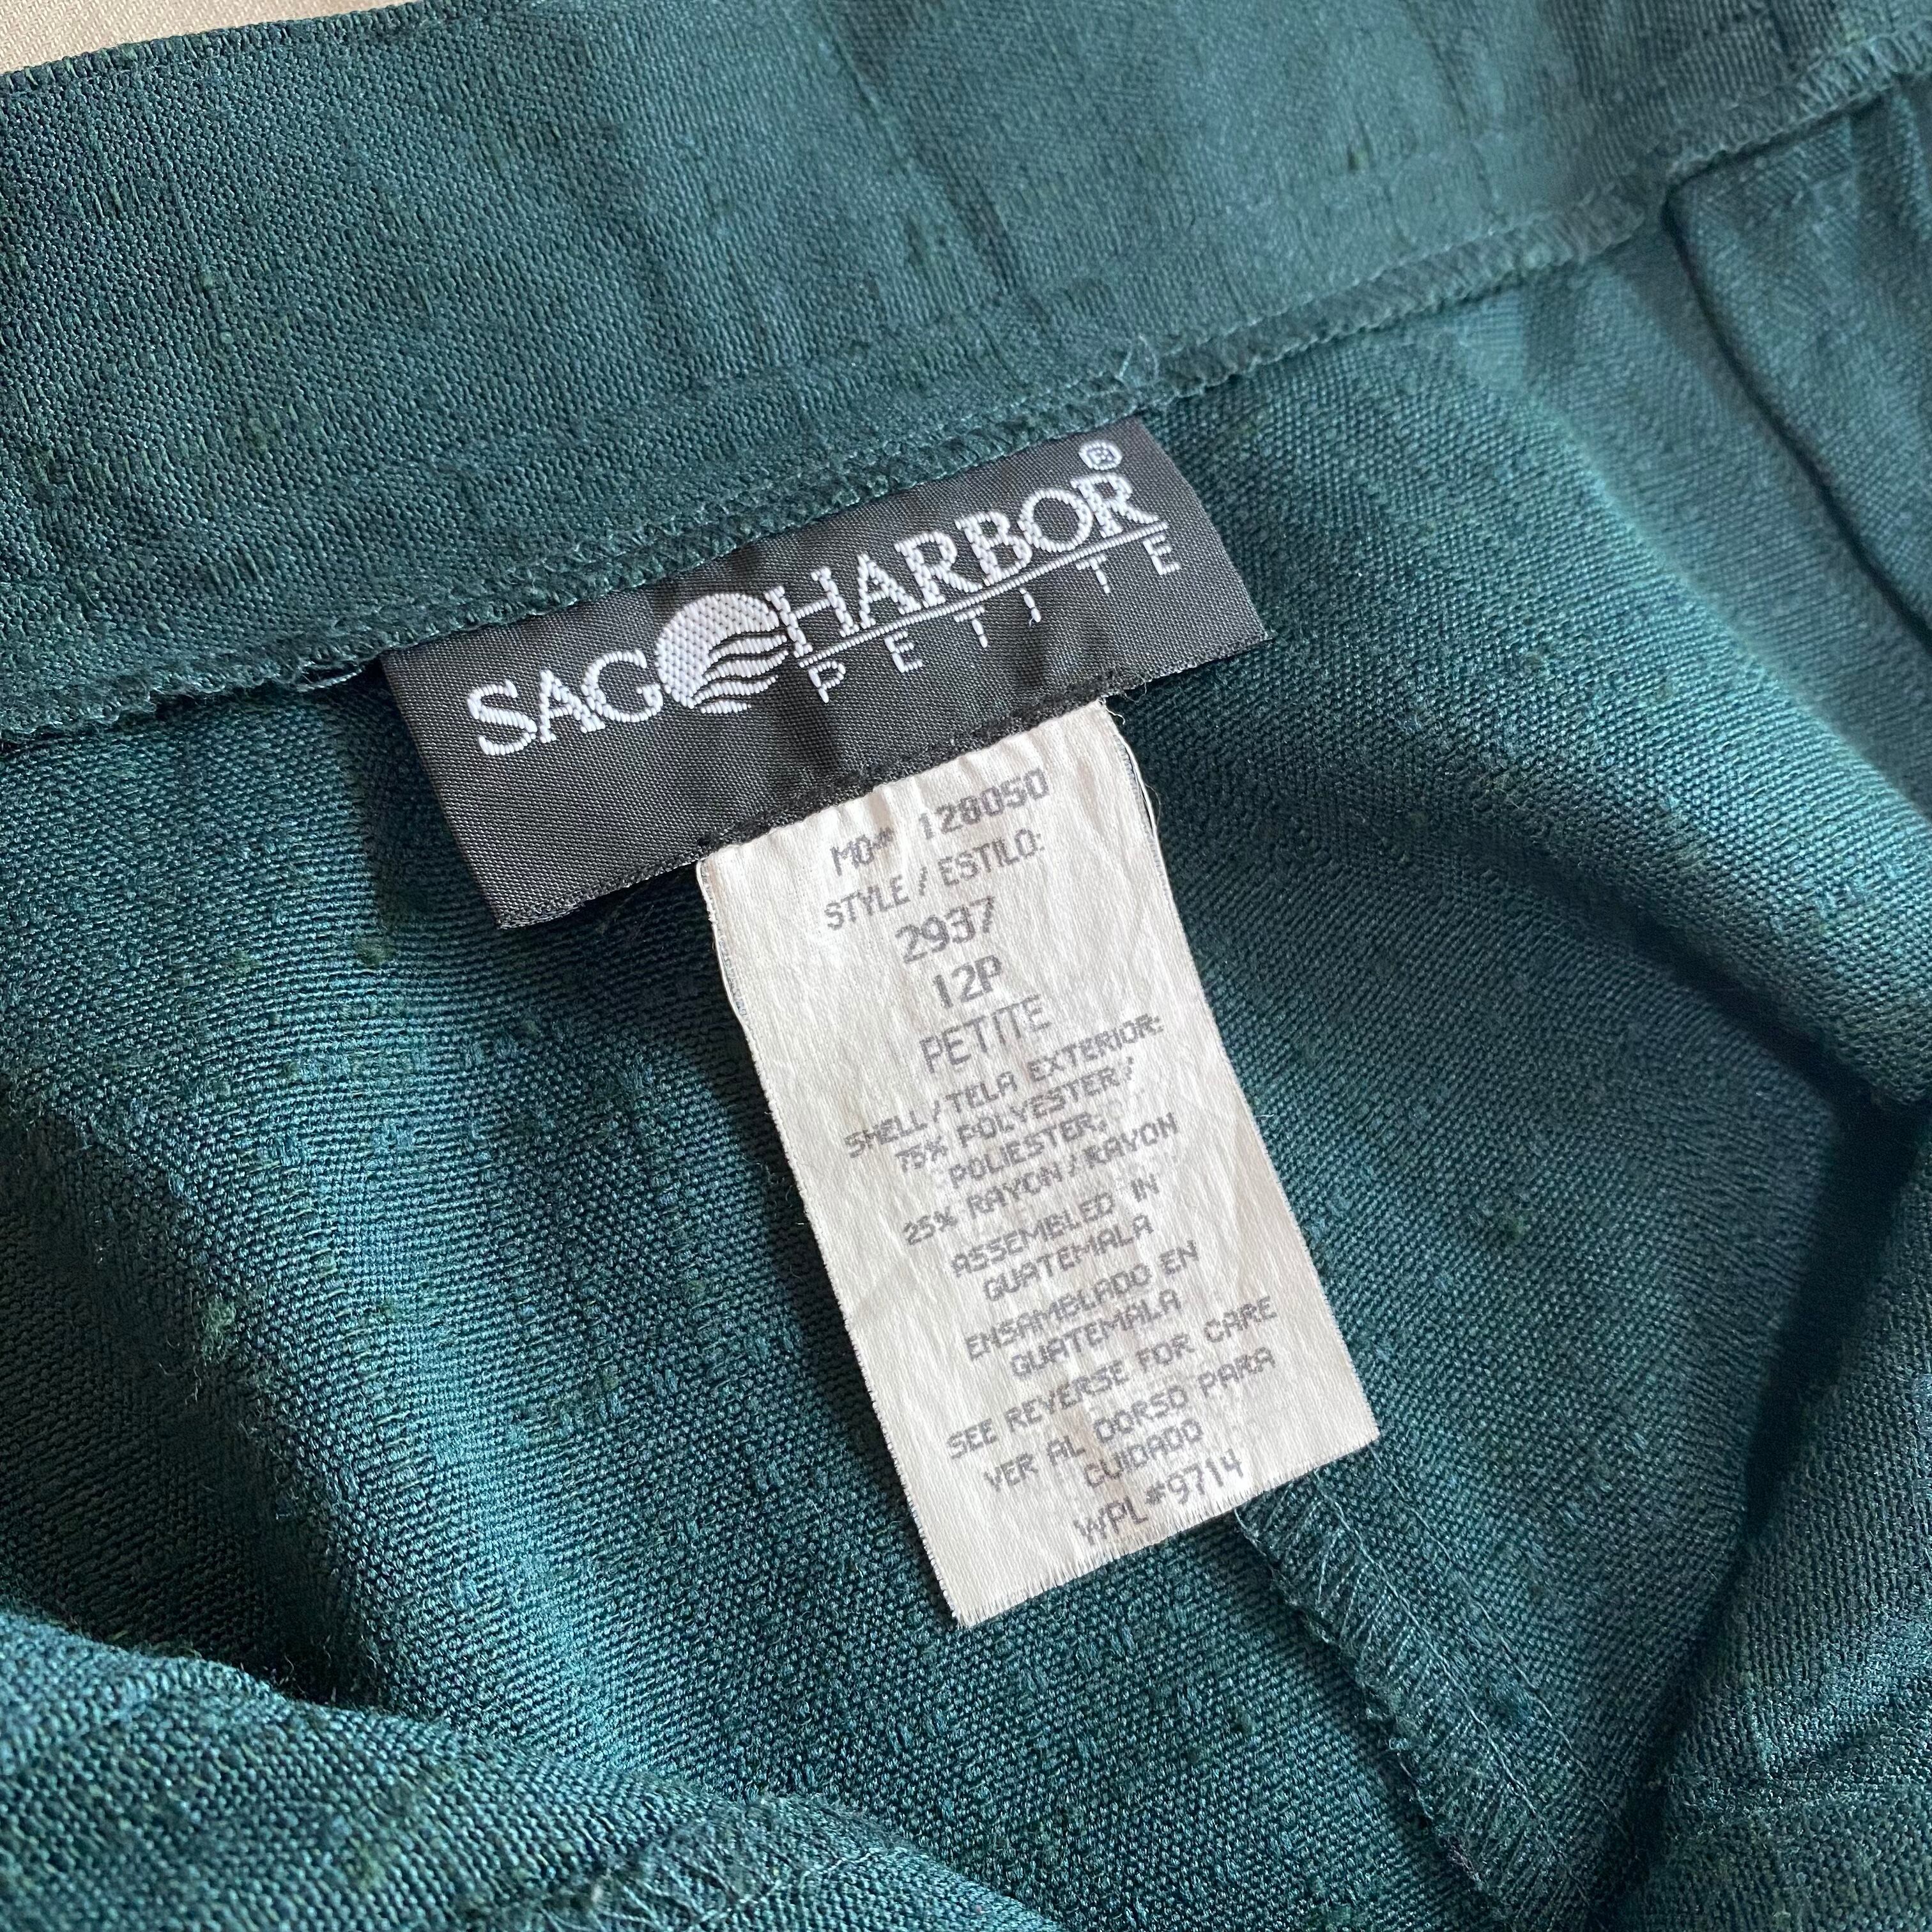 SAG HARBOR®
PETITE
MO# 128050
STYLE / ESTILO:
2937
12P
PETITE
SHELL/TELA EXTERIOR:
75% POLYESTER/
POLIESTER,
25% RAYON/RAYON
ASSEMBLED IN
GUATEMALA
ENSAMBLADO EN
GUATEMALA
SEE REVERSE FOR CARE
VER AL DORSO PARA
CUIDADO
WPL#9714